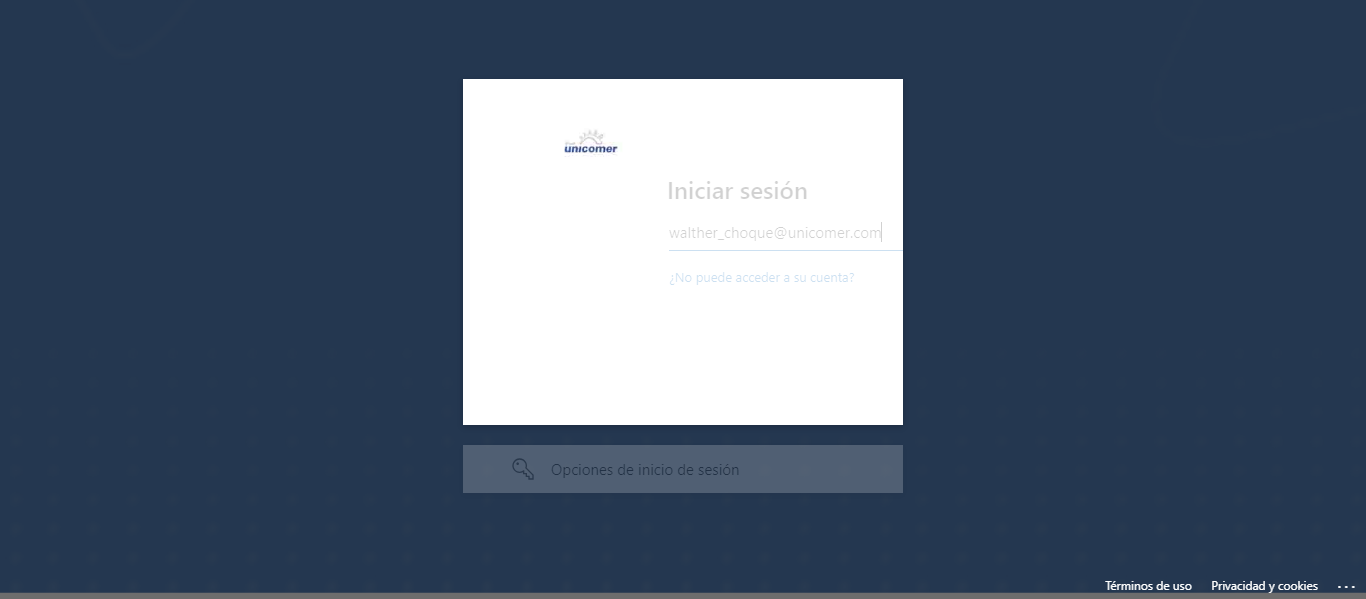 unicomer
Iniciar sesión
walther_choque@unicomer.com
¿No puede acceder a su cuenta?
Opciones de inicio de sesión
Términos de uso Privacidad y cookies ...